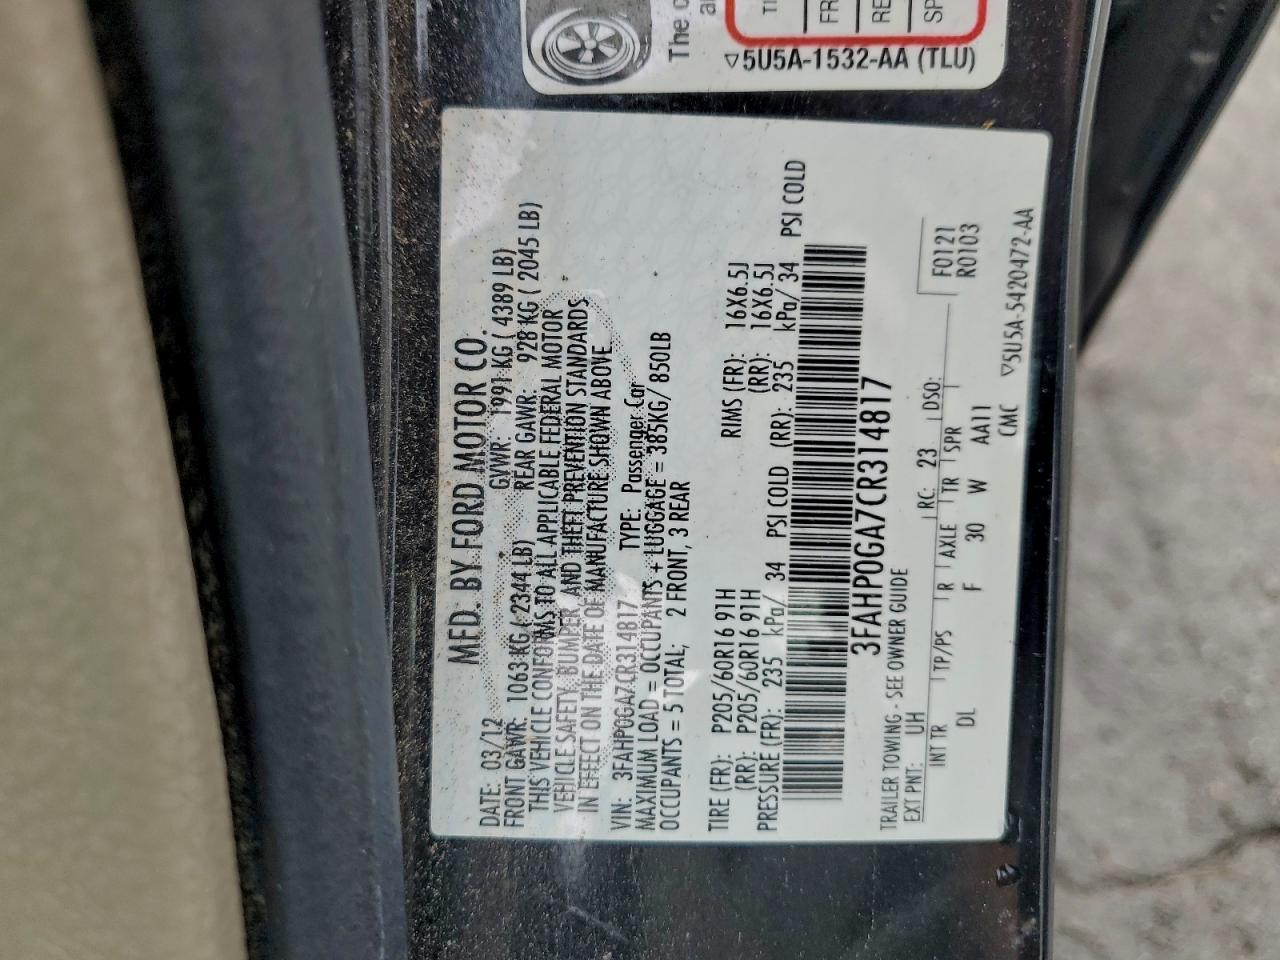 The
TI
FR
RE
SP
▽5U5A-1532-AA (TLU)
MFD. BY FORD MOTOR CO.
DATE: 03/12 GVWR: 1991 KG ( 4389 LB)
FRONT GAWR: 1063 KG ( 2344 LB) REAR GAWR: 928 KG ( 2045 LB)
THIS VEHICLE CONFORMS TO ALL APPLICABLE FEDERAL MOTOR
VEHICLE SAFETY, BUMPER, AND THEFT PREVENTION STANDARDS
IN EFFECT ON THE DATE OF MANUFACTURE SHOWN ABOVE.
VIN: 3FAHP0GA7CR314817 TYPE: Passenger Car
MAXIMUM LOAD = OCCUPANTS + LUGGAGE = 385KG/ 850LB
OCCUPANTS = 5 TOTAL; 2 FRONT, 3 REAR
TIRE (FR): P205/60R16 91H RIMS (FR): 16X6.5J
(RR): P205/60R16 91H (RR): 16X6.5J
PRESSURE (FR): 235 kPa/ 34 PSI COLD (RR): 235 kPa/ 34 PSI COLD
3FAHP0GA7CR314817
TRAILER TOWING - SEE OWNER GUIDE
EXT PNT: UH RC: 23 DSO: F0121
INT TR TP/PS R AXLE TR SPR R0103
DL F 30 W AA11
CMC
▽5U5A-5420472-AA